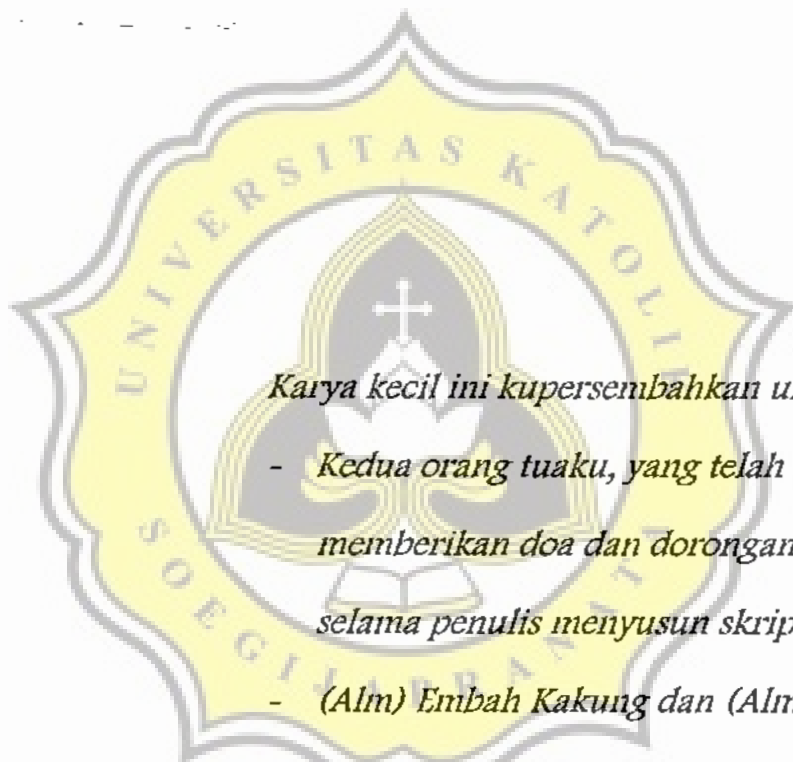 UNIVERSITAS KATOLIK
Karya kecil ini kupersembahkan
- Kedua orang tuaku, yang telah
memberikan doa dan dorongan
selama penulis menyusun
- (Alm) Embah Kakung dan (Alm
SOEGIJAPRANATA